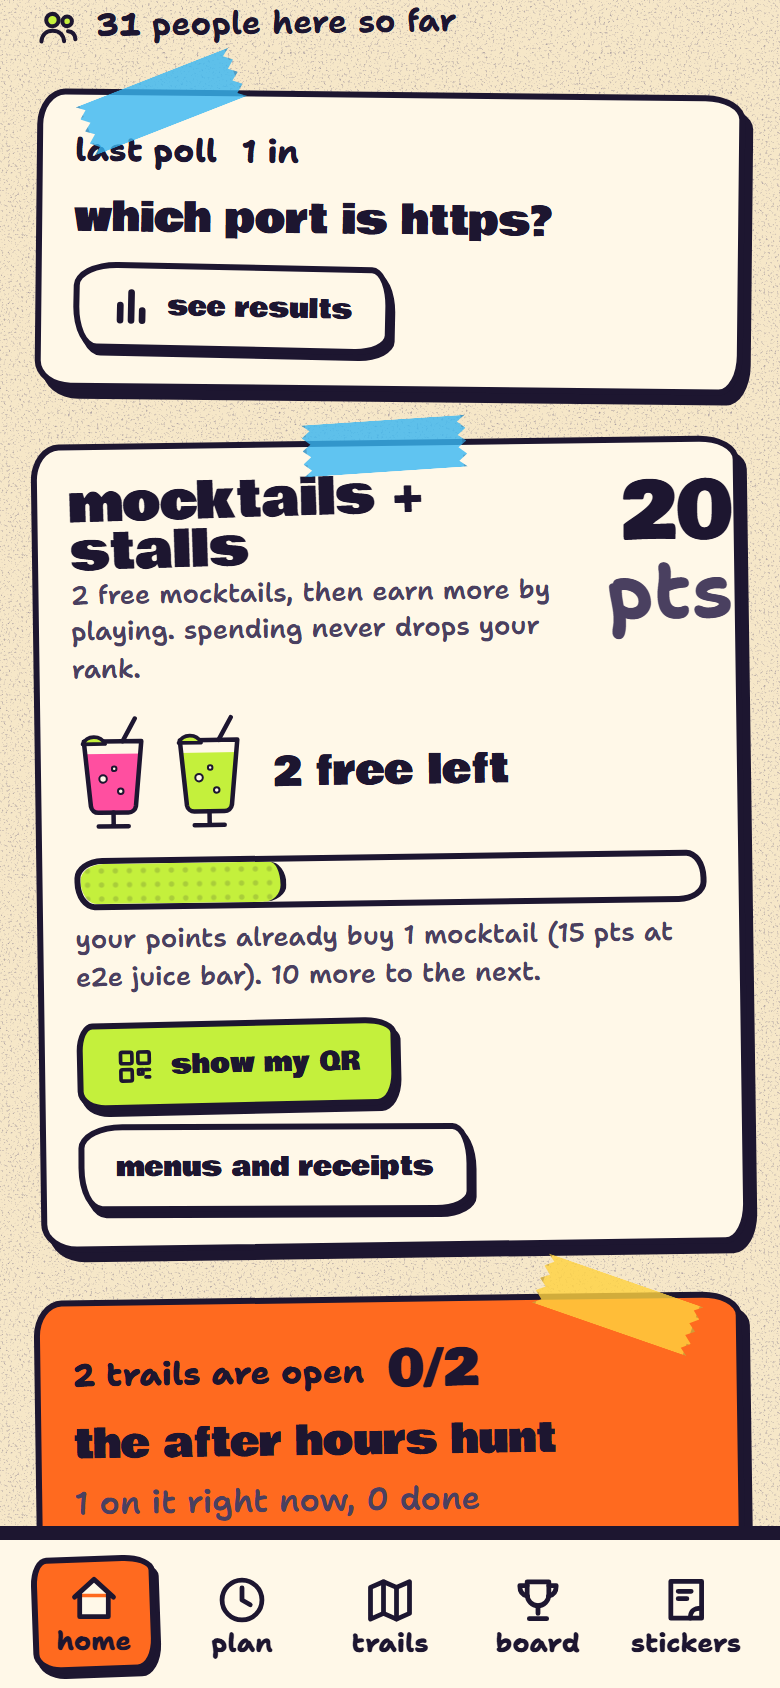 31 people here so far
last poll 1 in
which port is https?
see results
mocktails +
stalls
20
pts
2 free mocktails, then earn more by
playing. spending never drops your
rank.
2 free left
your points already buy 1 mocktail (15 pts at
e2e juice bar). 10 more to the next.
show my QR
menus and receipts
2 trails are open 0/2
the after hours hunt
1 on it right now, 0 done
home plan trails board stickers